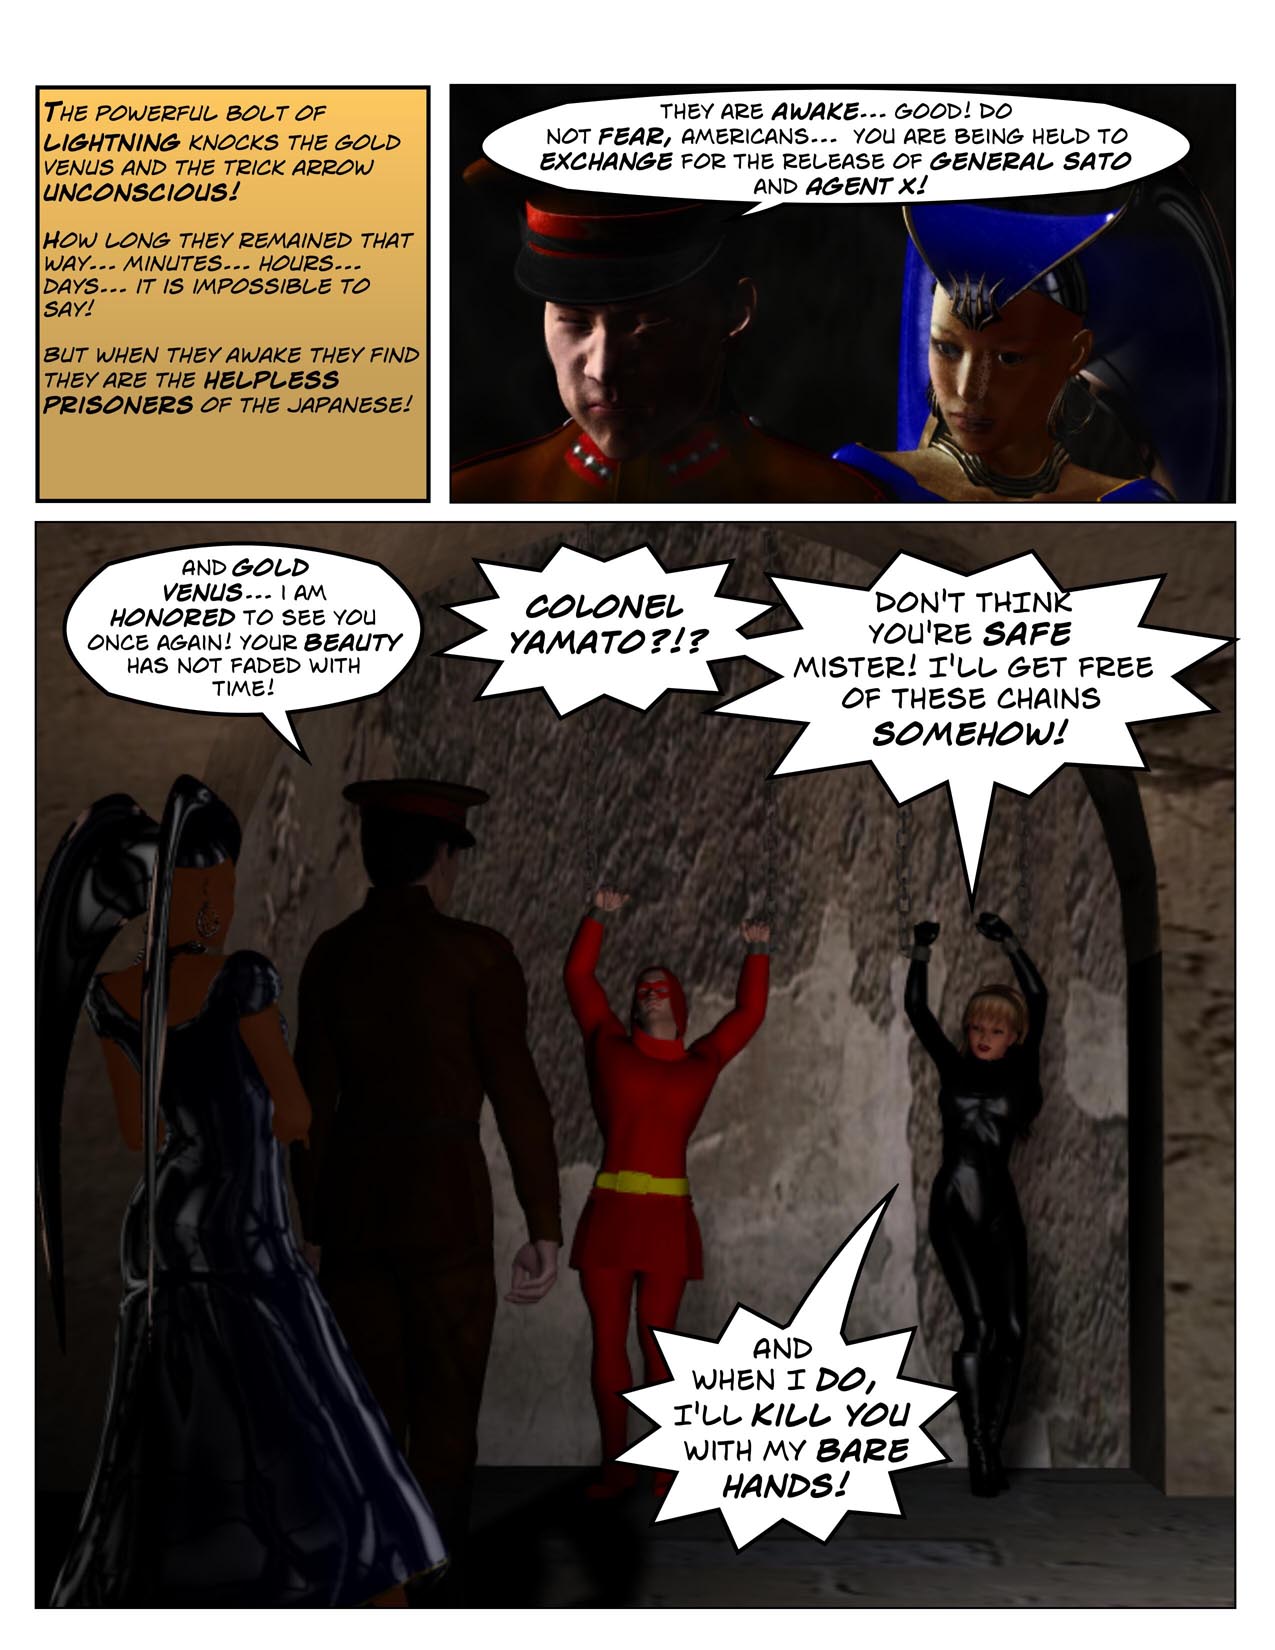 THE POWERFUL BOLT OF
LIGHTNING KNOCKS THE GOLD
VENUS AND THE TRICK ARROW
UNCONSCIOUS!
HOW LONG THEY REMAINED THAT
WAY... MINUTES... HOURS...
DAYS... IT IS IMPOSSIBLE TO
SAY!
BUT WHEN THEY AWAKE THEY FIND
THEY ARE THE HELPLESS
PRISONERS OF THE JAPANESE!
THEY ARE AWAKE... GOOD! DO
NOT FEAR, AMERICANS... YOU ARE BEING HELD TO
EXCHANGE FOR THE RELEASE OF GENERAL SATO
AND AGENT X!
AND GOLD
VENUS... I AM
HONORED TO SEE YOU
ONCE AGAIN! YOUR BEAUTY
HAS NOT FADED WITH
TIME!
COLONEL
YAMATO?!?
DON'T THINK
YOU'RE SAFE
MISTER! I'LL GET FREE
OF THESE CHAINS
SOMEHOW!
AND
WHEN I DO,
I'LL KILL YOU
WITH MY BARE
HANDS!